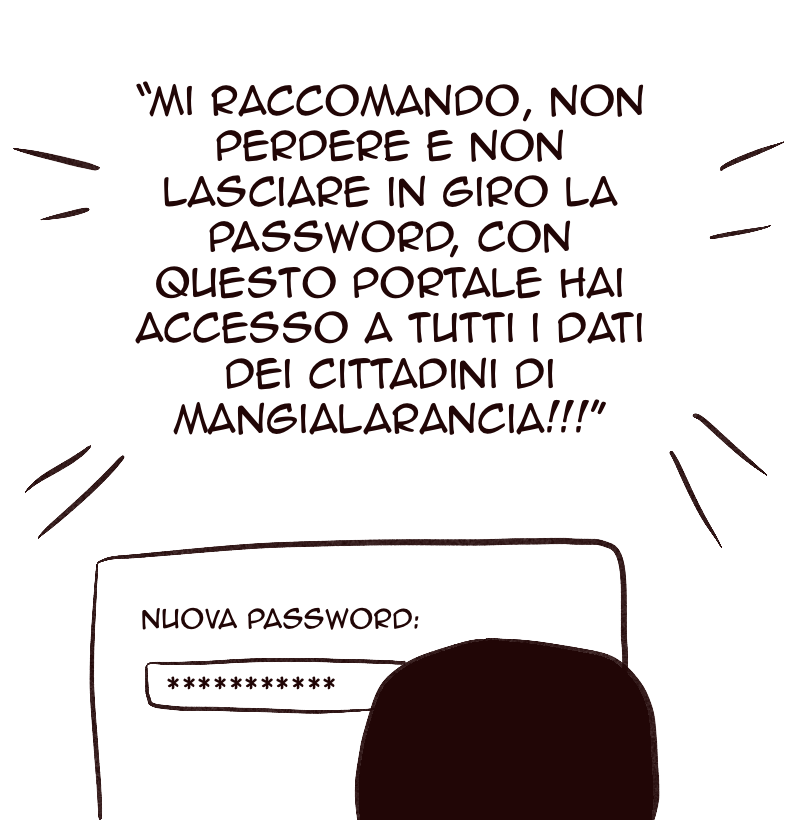 “MI RACCOMANDO, NON
PERDERE E NON
LASCIARE IN GIRO LA
PASSWORD, CON
QUESTO PORTALE HAI
ACCESSO A TUTTI I DATI
DEI CITTADINI DI
MANGIALARANCIA!!!”
NUOVA PASSWORD:
***********